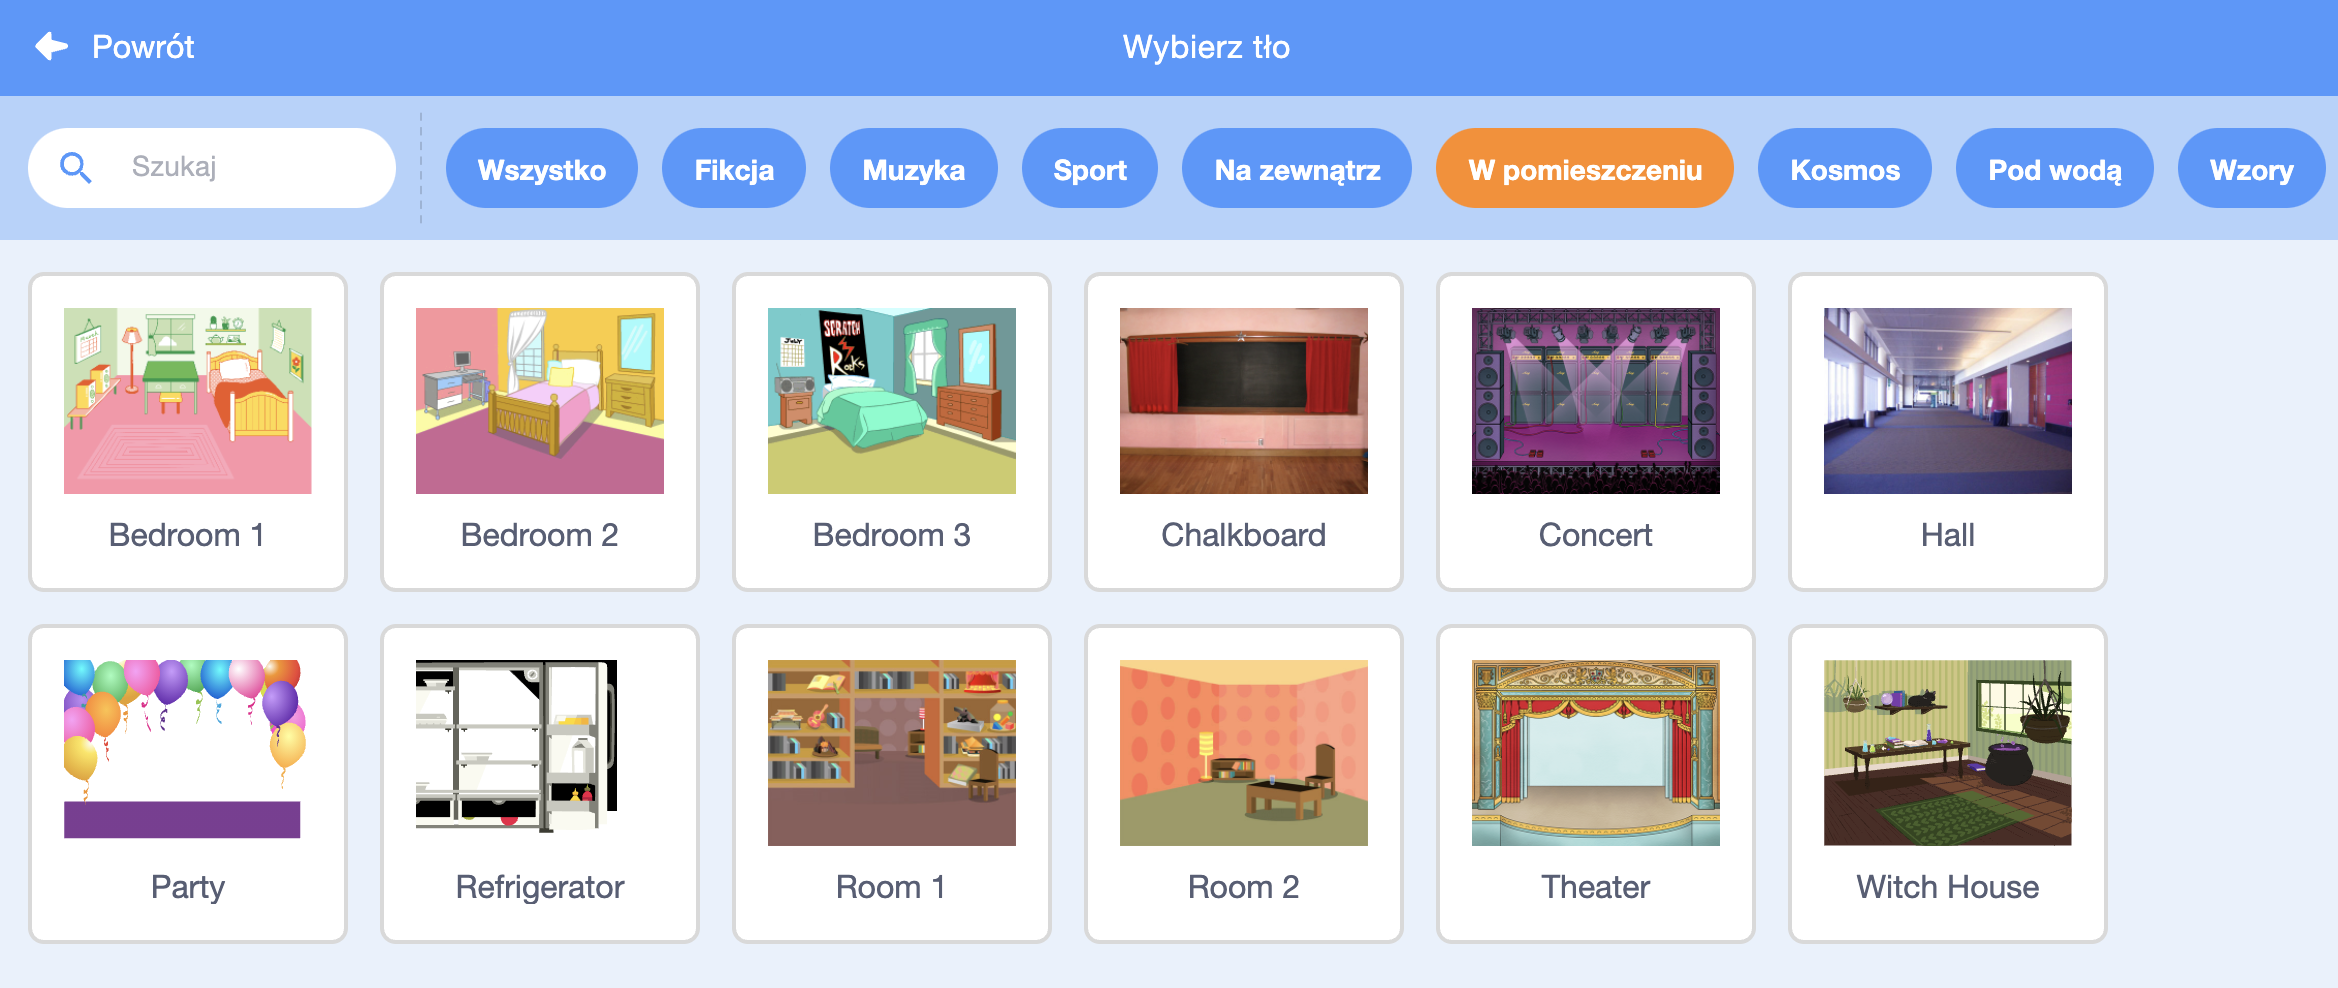 Powrót
Wybierz tło
Szukaj
Wszystko
Fikcja
Muzyka
Sport
Na zewnątrz
W pomieszczeniu
Kosmos
Pod wodą
Wzory
SCRATCH
Rocks
JULY
Bedroom 1
Bedroom 2
Bedroom 3
Chalkboard
Concert
Hall
Party
Refrigerator
Room 1
Room 2
Theater
Witch House